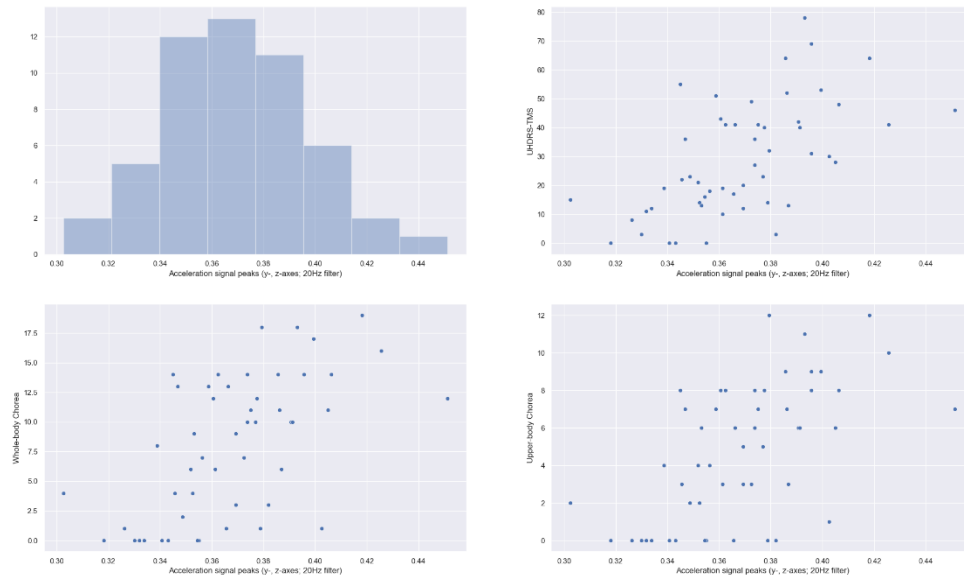 12
10
8
6
4
2
0
0.30 0.32 0.34 0.36 0.38 0.40 0.42 0.44
Acceleration signal peaks (y-, z-axes; 20Hz filter)
UHDRS-TMS
80
70
60
50
40
30
20
10
0
0.30 0.32 0.34 0.36 0.38 0.40 0.42 0.44
Acceleration signal peaks (y-, z-axes; 20Hz filter)
Whole-body Chorea
17.5
15.0
12.5
10.0
7.5
5.0
2.5
0.0
0.30 0.32 0.34 0.36 0.38 0.40 0.42 0.44
Acceleration signal peaks (y-, z-axes; 20Hz filter)
Upper-body Chorea
12
10
8
6
4
2
0
0.30 0.32 0.34 0.36 0.38 0.40 0.42 0.44
Acceleration signal peaks (y-, z-axes; 20Hz filter)